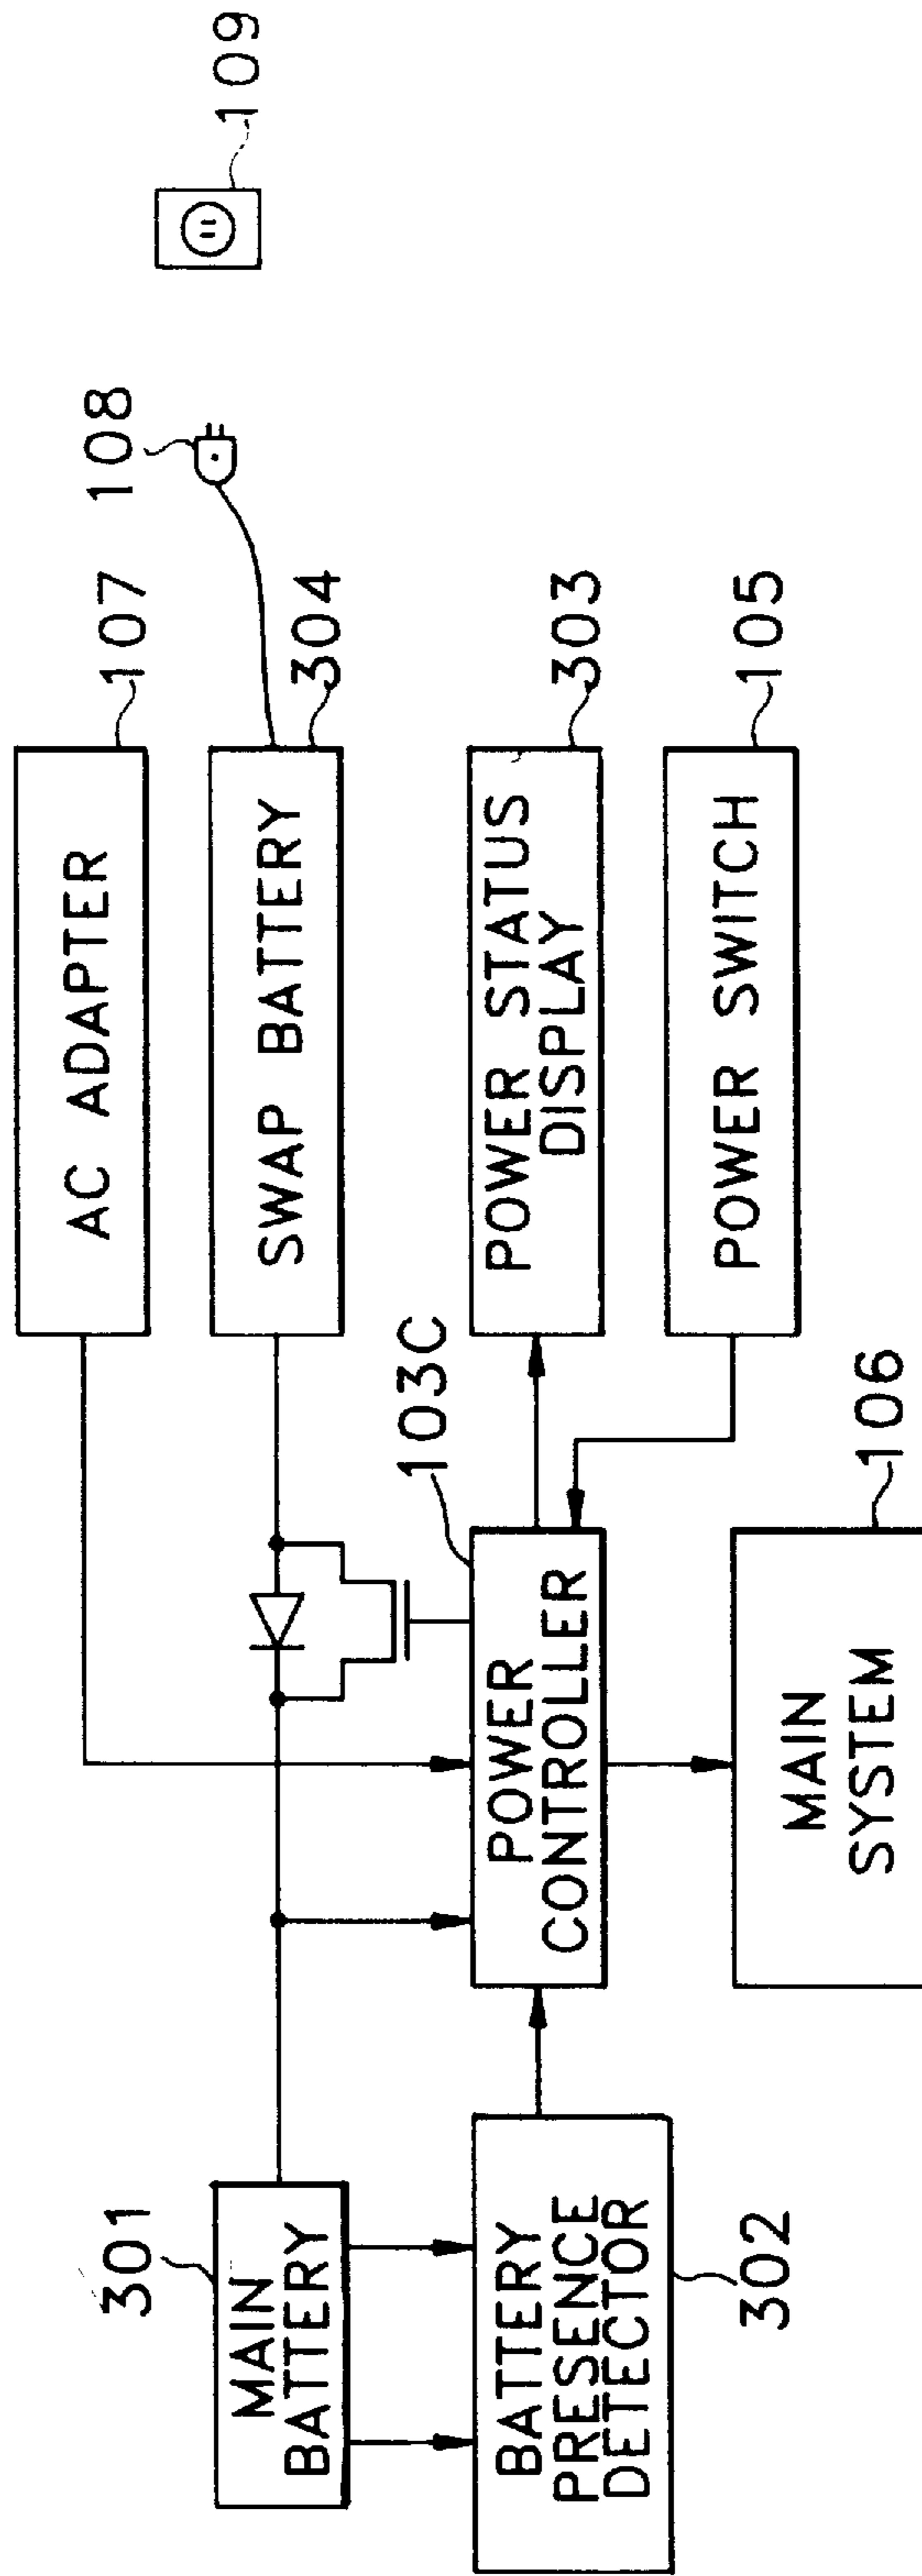 AC ADAPTER
107
108
109
SWAP BATTERY
304
301
MAIN
BATTERY
103C
POWER
CONTROLLER
POWER STATUS
DISPLAY
303
BATTERY
PRESENCE
DETECTOR
302
POWER SWITCH
105
MAIN
SYSTEM
106